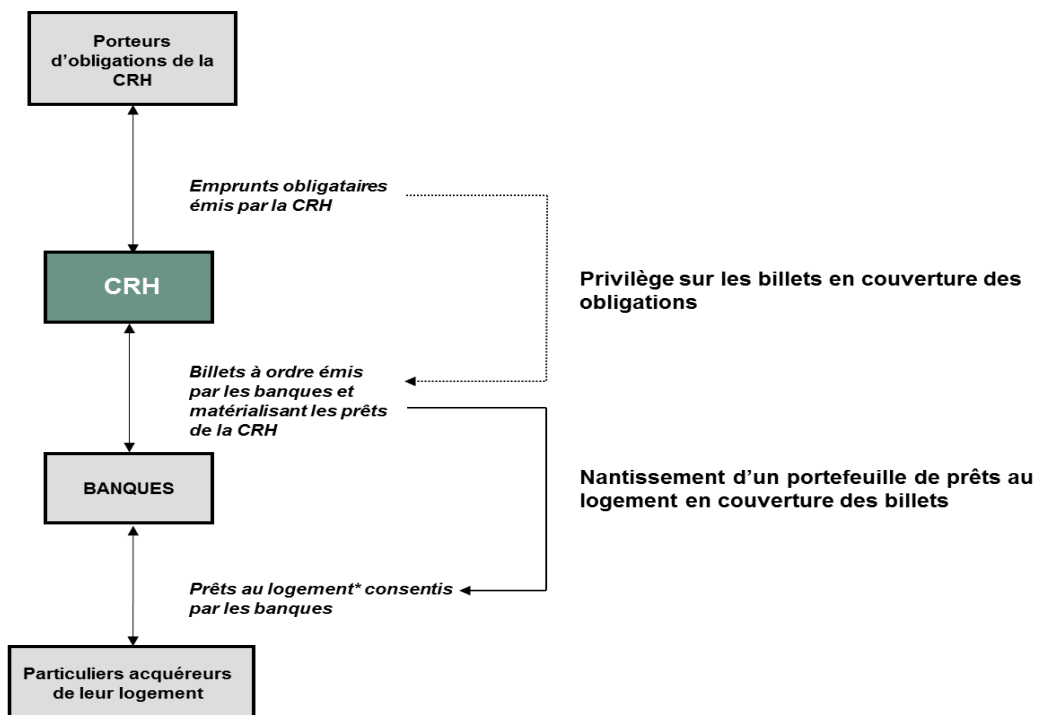 Porteurs
d'obligations de la
CRH
Emprunts obligataires
émis par la CRH
CRH
Privilège sur les billets en couverture des
obligations
Billets à ordre émis
par les banques et
matérialisant les prêts
de la CRH
BANQUES
Nantissement d'un portefeuille de prêts au
logement en couverture des billets
Prêts au logement* consentis
par les banques
Particuliers acquéreurs
de leur logement